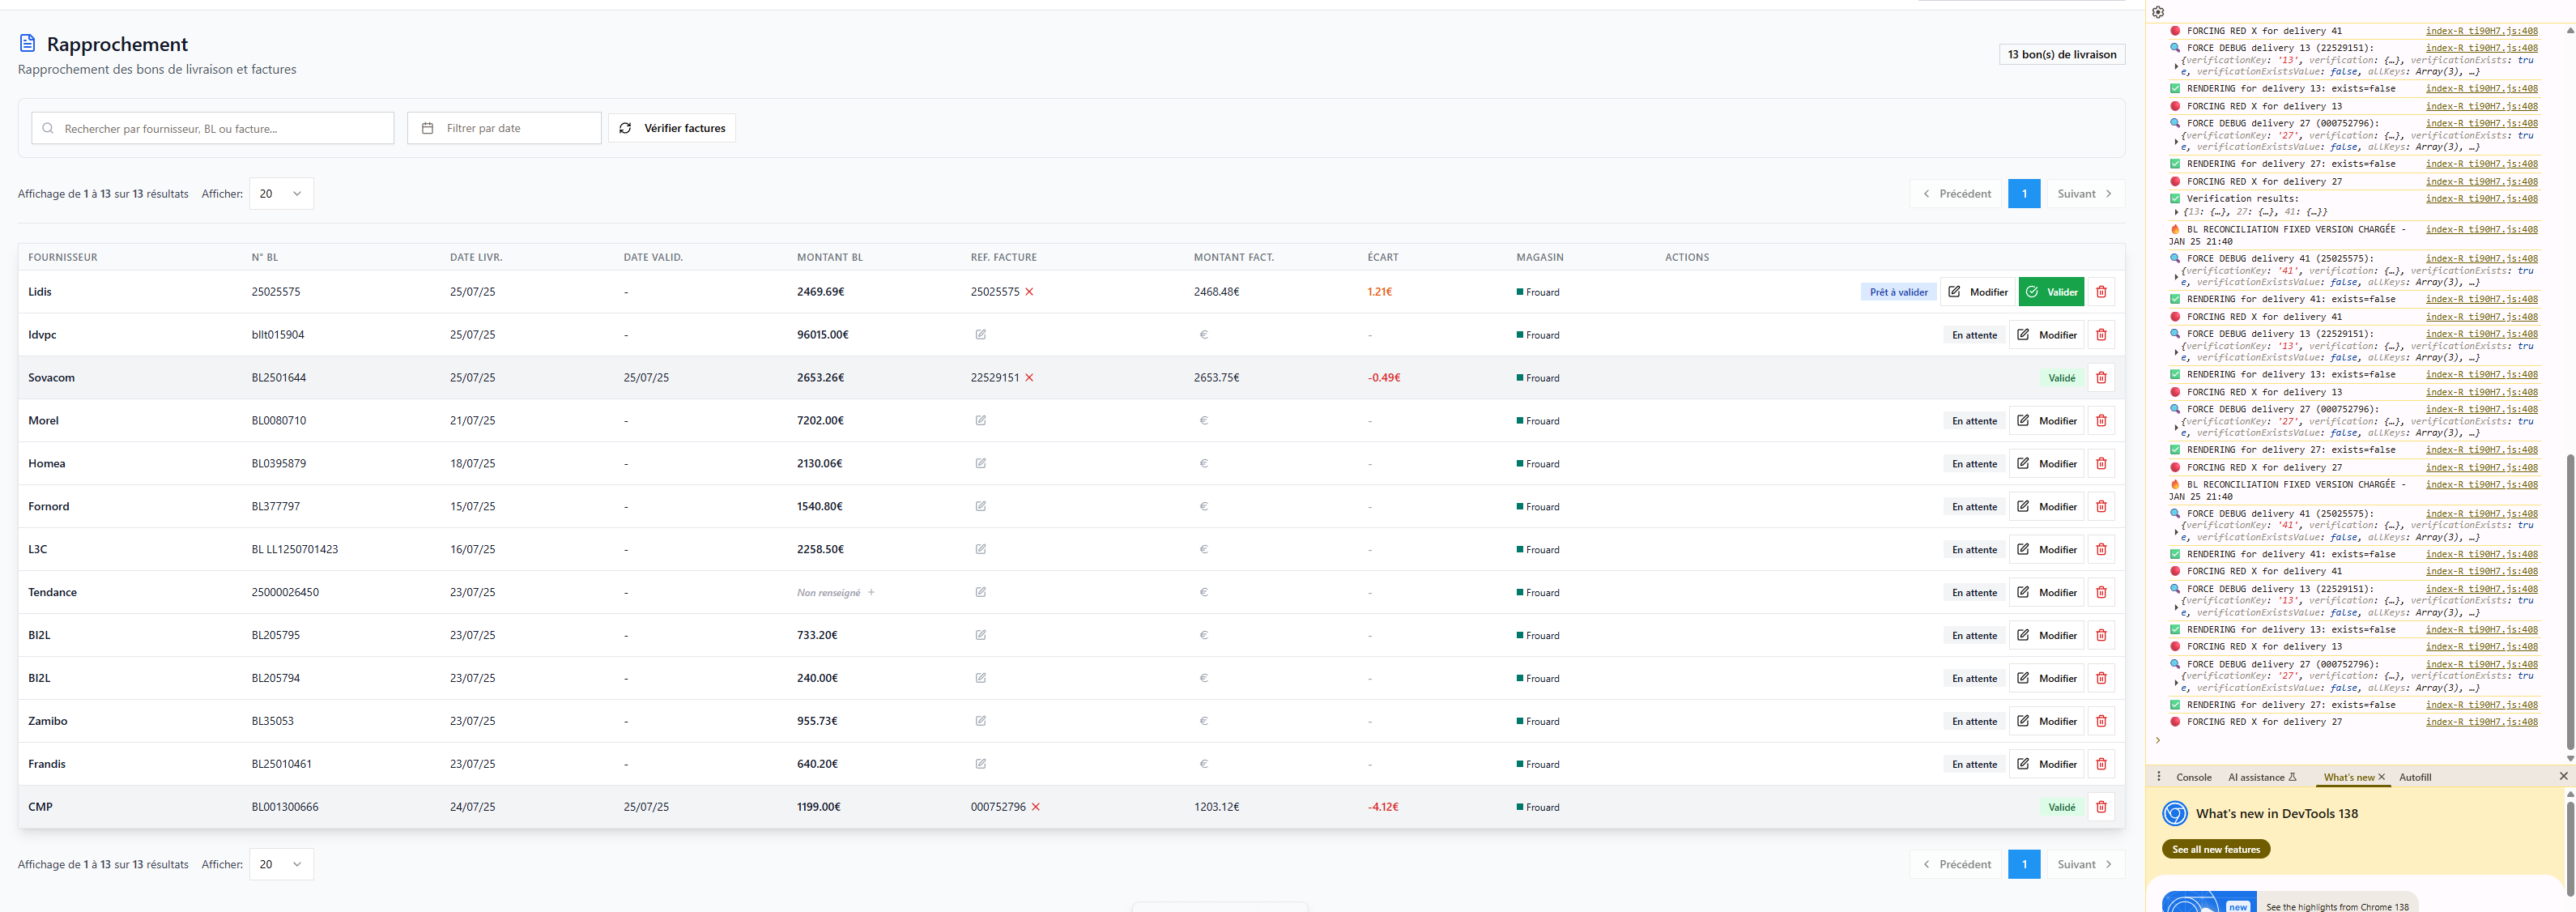 Rapprochement
Rapprochement des bons de livraison et factures
13 bon(s) de livraison
Rechercher par fournisseur, BL ou facture...
Filtrer par date
Vérifier factures
Affichage de 1 à 13 sur 13 résultats Afficher: 20
Précédent 1 Suivant
FOURNISSEUR N° BL DATE LIVR. DATE VALID. MONTANT BL REF. FACTURE MONTANT FACT. ÉCART MAGASIN ACTIONS
Lidis 25025575 25/07/25 - 2469.69€ 25025575 2468.48€ 1.21€ Frouard Prêt à valider Modifier Valider
Idvpc bllt015904 25/07/25 - 96015.00€ € - Frouard En attente Modifier
Sovacom BL2501644 25/07/25 25/07/25 2653.26€ 22529151 2653.75€ -0.49€ Frouard Validé
Morel BL0080710 21/07/25 - 7202.00€ € - Frouard En attente Modifier
Homea BL0395879 18/07/25 - 2130.06€ € - Frouard En attente Modifier
Fornord BL377797 15/07/25 - 1540.80€ € - Frouard En attente Modifier
L3C BL LL1250701423 16/07/25 - 2258.50€ € - Frouard En attente Modifier
Tendance 25000026450 23/07/25 - Non renseigné + € - Frouard En attente Modifier
BI2L BL205795 23/07/25 - 733.20€ € - Frouard En attente Modifier
BI2L BL205794 23/07/25 - 240.00€ € - Frouard En attente Modifier
Zamibo BL35053 23/07/25 - 955.73€ € - Frouard En attente Modifier
Frandis BL25010461 23/07/25 - 640.20€ € - Frouard En attente Modifier
CMP BL001300666 24/07/25 25/07/25 1199.00€ 000752796 1203.12€ -4.12€ Frouard Validé
Affichage de 1 à 13 sur 13 résultats Afficher: 20
Précédent 1 Suivant
FORCING RED X for delivery 41 index-R_ti90H7.js:408
FORCE DEBUG delivery 13 (22529151): index-R_ti90H7.js:408
{verificationKey: '13', verification: {…}, verificationExists: tru
e, verificationExistsValue: false, allKeys: Array(3), …}
RENDERING for delivery 13: exists=false index-R_ti90H7.js:408
FORCING RED X for delivery 13 index-R_ti90H7.js:408
FORCE DEBUG delivery 27 (000752796): index-R_ti90H7.js:408
{verificationKey: '27', verification: {…}, verificationExists: tru
e, verificationExistsValue: false, allKeys: Array(3), …}
RENDERING for delivery 27: exists=false index-R_ti90H7.js:408
FORCING RED X for delivery 27 index-R_ti90H7.js:408
Verification results: index-R_ti90H7.js:408
{13: {…}, 27: {…}, 41: {…}}
BL RECONCILIATION FIXED VERSION CHARGÉE - index-R_ti90H7.js:408
JAN 25 21:40
FORCE DEBUG delivery 41 (25025575): index-R_ti90H7.js:408
{verificationKey: '41', verification: {…}, verificationExists: tru
e, verificationExistsValue: false, allKeys: Array(3), …}
RENDERING for delivery 41: exists=false index-R_ti90H7.js:408
FORCING RED X for delivery 41 index-R_ti90H7.js:408
FORCE DEBUG delivery 13 (22529151): index-R_ti90H7.js:408
{verificationKey: '13', verification: {…}, verificationExists: tru
e, verificationExistsValue: false, allKeys: Array(3), …}
RENDERING for delivery 13: exists=false index-R_ti90H7.js:408
FORCING RED X for delivery 13 index-R_ti90H7.js:408
FORCE DEBUG delivery 27 (000752796): index-R_ti90H7.js:408
{verificationKey: '27', verification: {…}, verificationExists: tru
e, verificationExistsValue: false, allKeys: Array(3), …}
RENDERING for delivery 27: exists=false index-R_ti90H7.js:408
FORCING RED X for delivery 27 index-R_ti90H7.js:408
BL RECONCILIATION FIXED VERSION CHARGÉE - index-R_ti90H7.js:408
JAN 25 21:40
FORCE DEBUG delivery 41 (25025575): index-R_ti90H7.js:408
{verificationKey: '41', verification: {…}, verificationExists: tru
e, verificationExistsValue: false, allKeys: Array(3), …}
RENDERING for delivery 41: exists=false index-R_ti90H7.js:408
FORCING RED X for delivery 41 index-R_ti90H7.js:408
FORCE DEBUG delivery 13 (22529151): index-R_ti90H7.js:408
{verificationKey: '13', verification: {…}, verificationExists: tru
e, verificationExistsValue: false, allKeys: Array(3), …}
RENDERING for delivery 13: exists=false index-R_ti90H7.js:408
FORCING RED X for delivery 13 index-R_ti90H7.js:408
FORCE DEBUG delivery 27 (000752796): index-R_ti90H7.js:408
{verificationKey: '27', verification: {…}, verificationExists: tru
e, verificationExistsValue: false, allKeys: Array(3), …}
RENDERING for delivery 27: exists=false index-R_ti90H7.js:408
FORCING RED X for delivery 27 index-R_ti90H7.js:408
Console AI assistance What's new Autofill
What's new in DevTools 138
See all new features
new
See the highlights from Chrome 138